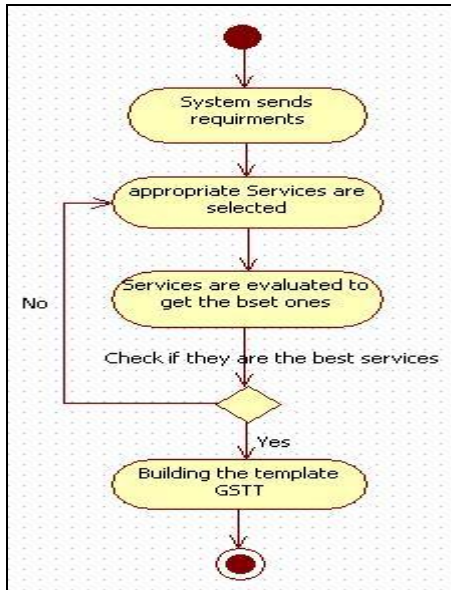 System sends
requirments
appropriate Services are
selected
Services are evaluated to
get the bset ones
No
Check if they are the best services
Yes
Building the template
GSTT